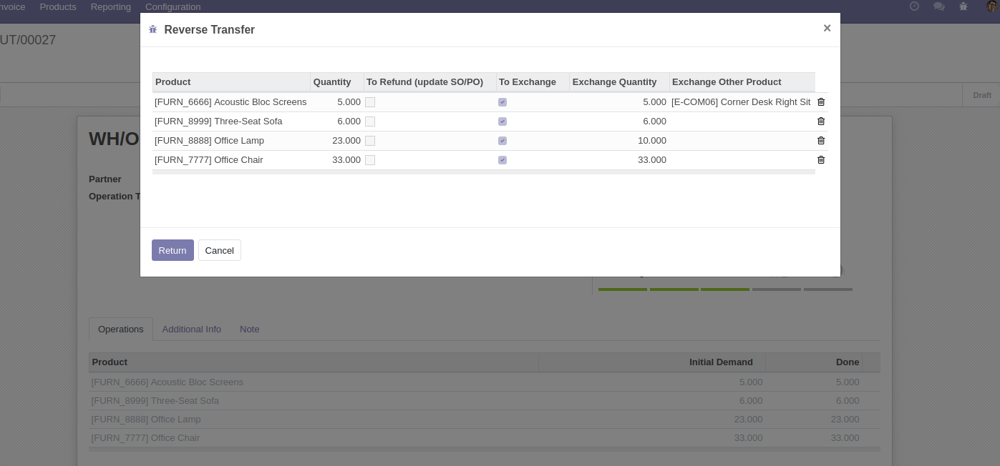 nvoice Products Reporting Configuration
UT/00027
Reverse Transfer ×
Product Quantity To Refund (update SO/PO) To Exchange Exchange Quantity Exchange Other Product
[FURN_6666] Acoustic Bloc Screens 5.000 5.000 [E-COM06] Corner Desk Right Sit
[FURN_8999] Three-Seat Sofa 6.000 6.000
[FURN_8888] Office Lamp 23.000 10.000
[FURN_7777] Office Chair 33.000 33.000
Return Cancel
Draft
WH/O
Partner
Operation T
Operations Additional Info Note
Product Initial Demand Done
[FURN_6666] Acoustic Bloc Screens 5.000 5.000
[FURN_8999] Three-Seat Sofa 6.000 6.000
[FURN_8888] Office Lamp 23.000 23.000
[FURN_7777] Office Chair 33.000 33.000